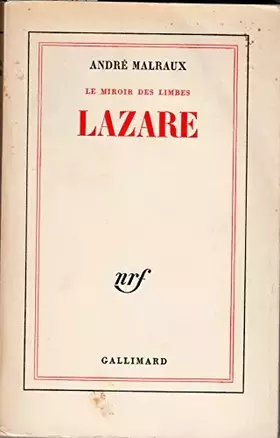 ANDRÉ MALRAUX
LE MIROIR DES LIMBES
LAZARE
nrf
GALLIMARD